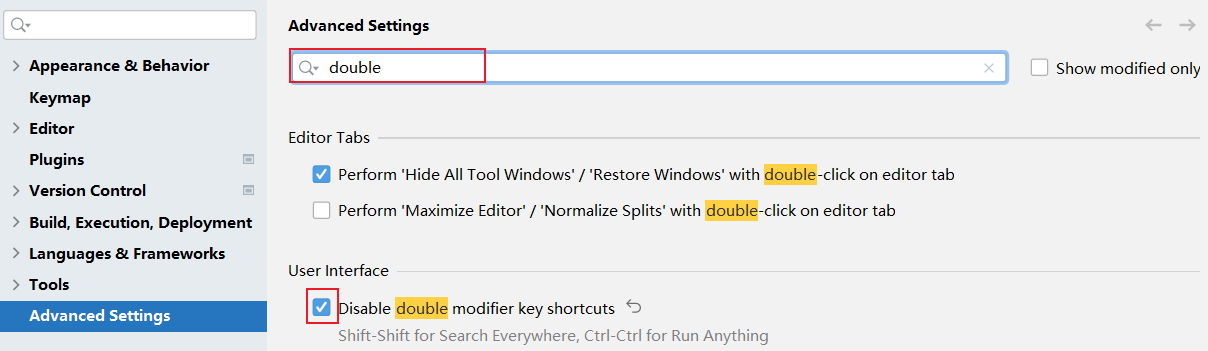 Advanced Settings
double
Show modified only
Appearance & Behavior
Keymap
Editor
Plugins
Version Control
Build, Execution, Deployment
Languages & Frameworks
Tools
Advanced Settings
Editor Tabs
Perform 'Hide All Tool Windows' / 'Restore Windows' with double-click on editor tab
Perform 'Maximize Editor' / 'Normalize Splits' with double-click on editor tab
User Interface
Disable double modifier key shortcuts
Shift-Shift for Search Everywhere, Ctrl-Ctrl for Run Anything